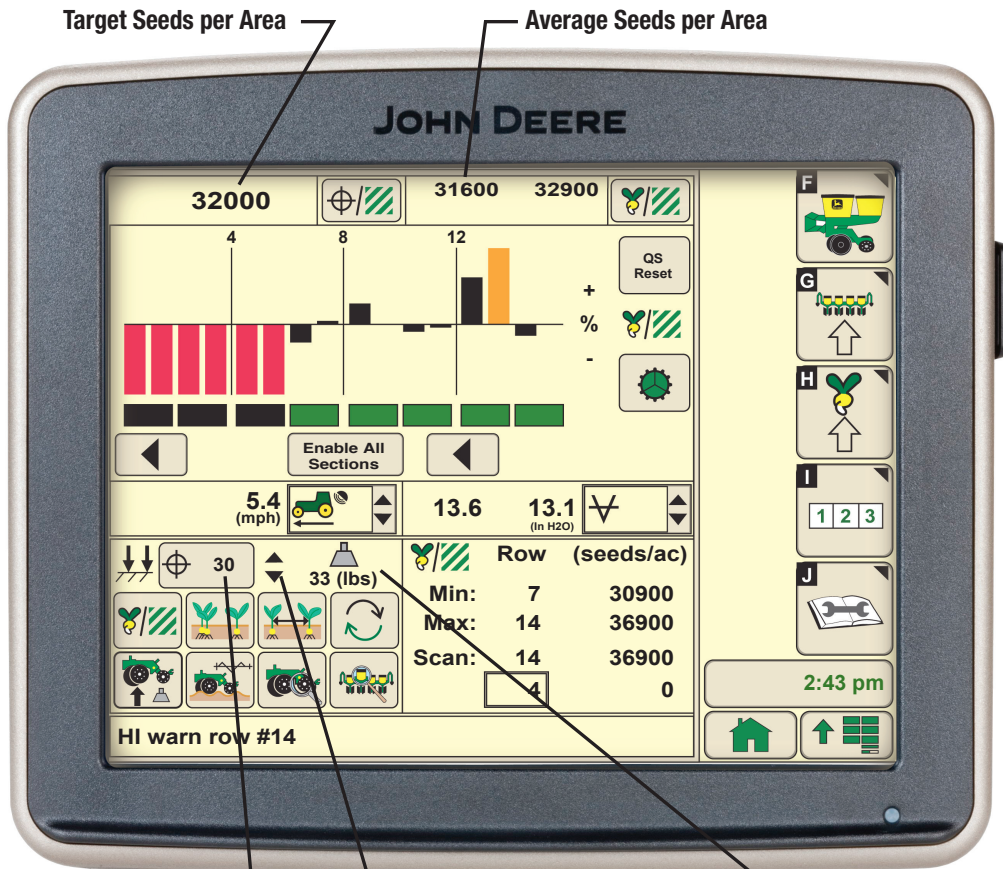 Target Seeds per Area
Average Seeds per Area
JOHN DEERE
32000
31600 32900
4 8 12
QS
Reset
+
%
-
Enable All
Sections
5.4
(mph)
13.6 13.1
(In H2O)
30
33 (lbs)
Row (seeds/ac)
Min: 7 30900
Max: 14 36900
Scan: 14 36900
4 0
HI warn row #14
F
G
H
I
1 2 3
J
2:43 pm